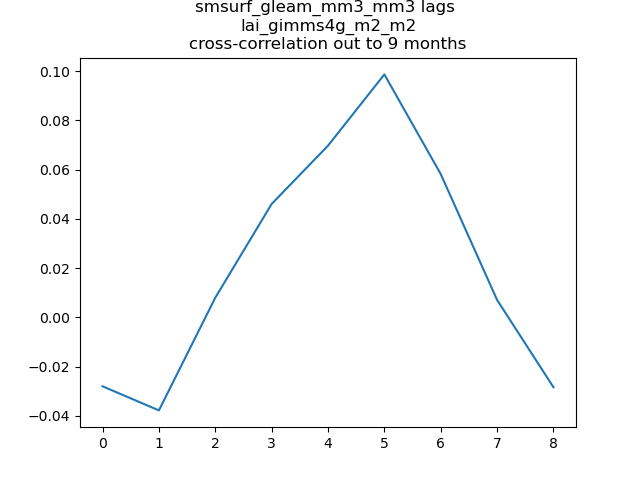 smsurf_gleam_mm3_mm3 lags
lai_gimms4g_m2_m2
cross-correlation out to 9 months
0.10
0.08
0.06
0.04
0.02
0.00
−0.02
−0.04
0 1 2 3 4 5 6 7 8